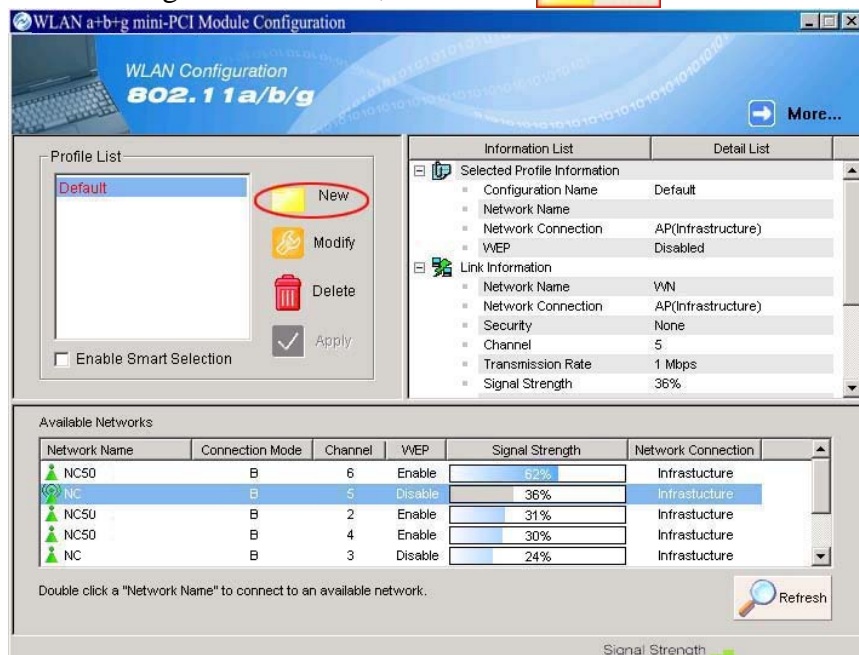 WLAN a+b+g mini-PCI Module Configuration
WLAN Configuration
802.11a/b/g
More...
Profile List
Default
New
Modify
Delete
Apply
Enable Smart Selection
Information List Detail List
Selected Profile Information
Configuration Name Default
Network Name
Network Connection AP(Infrastructure)
WEP Disabled
Link Information
Network Name WN
Network Connection AP(Infrastructure)
Security None
Channel 5
Transmission Rate 1 Mbps
Signal Strength 36%
Available Networks
Network Name Connection Mode Channel WEP Signal Strength Network Connection
NC50 B 6 Enable 62% Infrastucture
NC B 5 Disable 36% Infrastucture
NC50 B 2 Enable 31% Infrastucture
NC50 B 4 Enable 30% Infrastucture
NC B 3 Disable 24% Infrastucture
Double click a "Network Name" to connect to an available network.
Refresh
Signal Strength